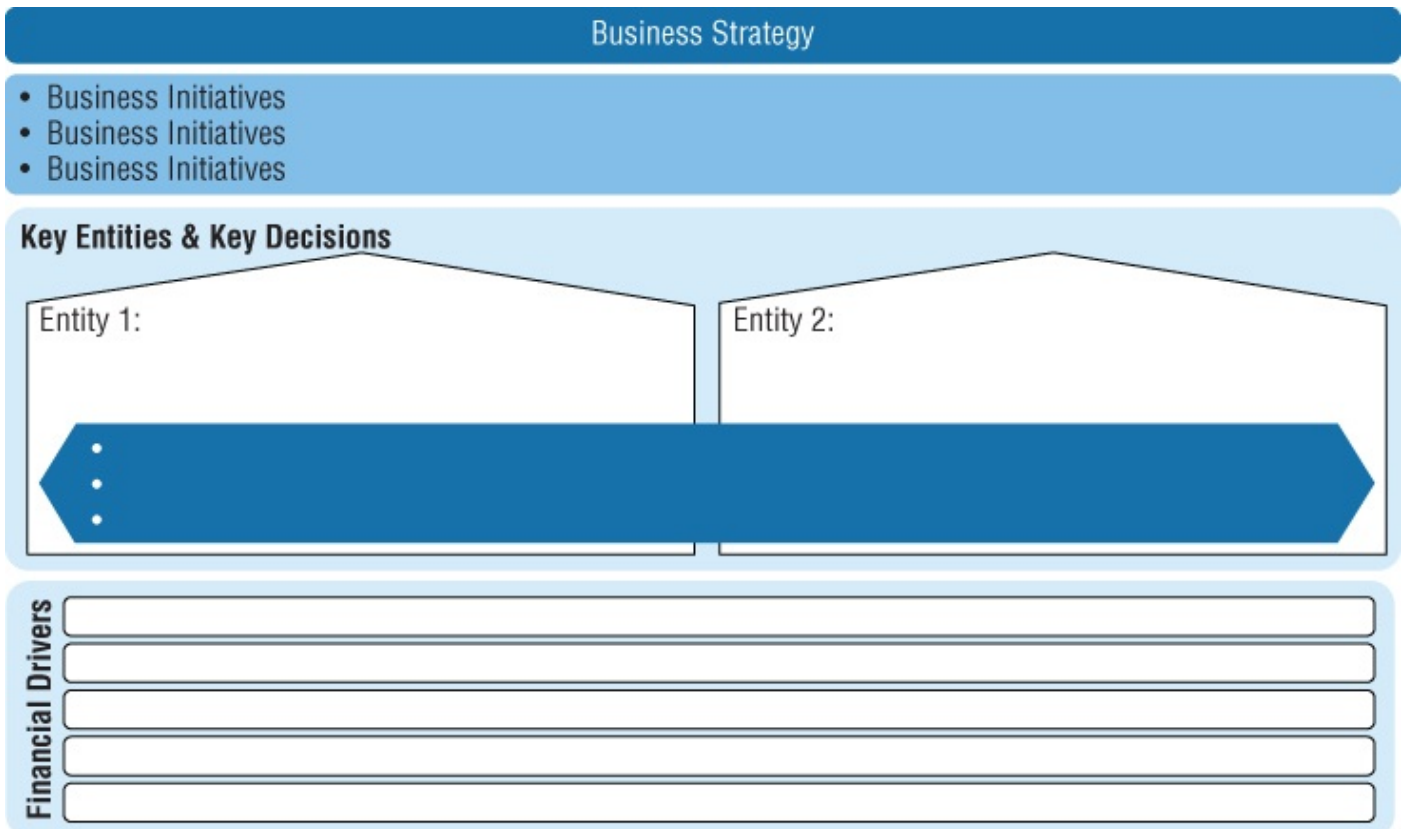 Business Strategy
• Business Initiatives
• Business Initiatives
• Business Initiatives
Key Entities & Key Decisions
Entity 1:
Entity 2:
•
•
•
Financial Drivers